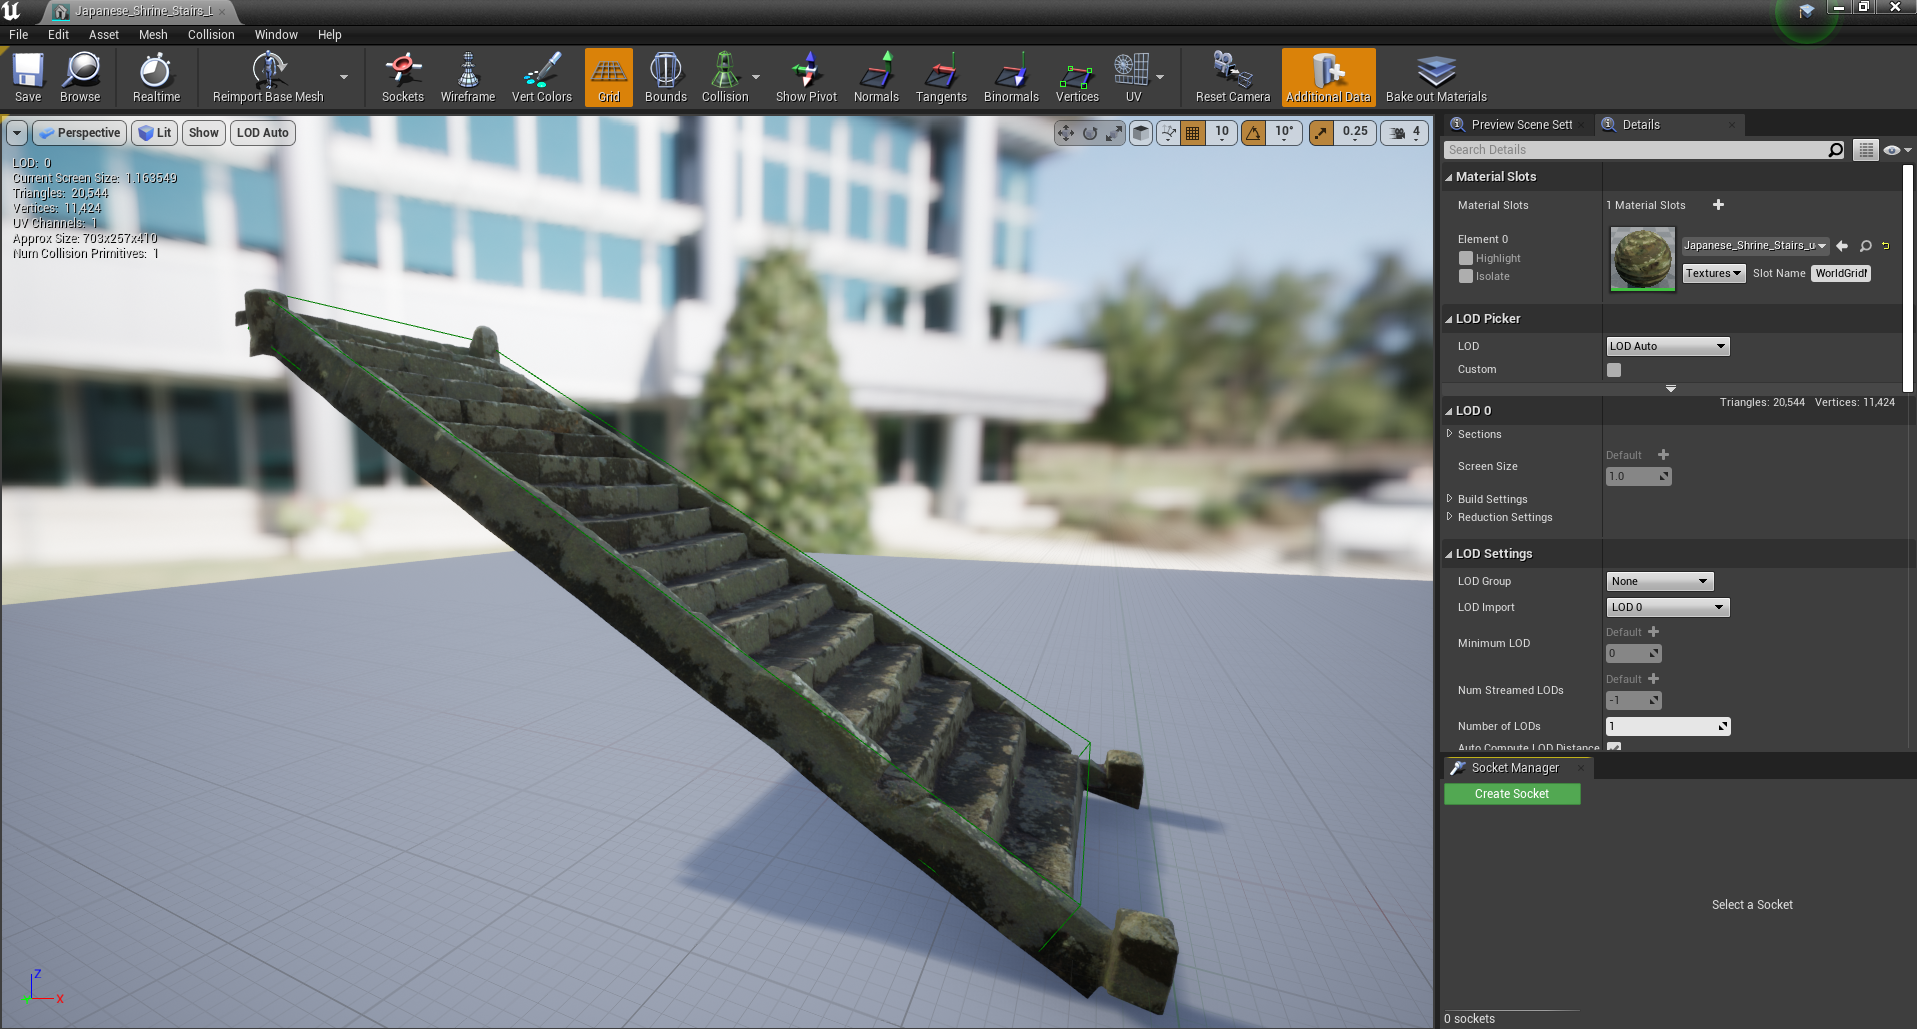 Japanese_Shrine_Stairs_L
File Edit Asset Mesh Collision Window Help
Save Browse Realtime Reimport Base Mesh Sockets Wireframe Vert Colors Grid Bounds Collision Show Pivot Normals Tangents Binormals Vertices UV Reset Camera Additional Data Bake out Materials
Perspective Lit Show LOD Auto 10 10° 0.25 4
LOD: 0
Current Screen Size: 1.163549
Triangles: 20,544
Vertices: 11,424
UV Channels: 1
Approx Size: 703x257x410
Num Collision Primitives: 1
Z
X
Preview Scene Sett Details
Search Details
Material Slots
Material Slots 1 Material Slots
Element 0
Highlight
Isolate
Japanese_Shrine_Stairs_u
Textures Slot Name WorldGridM
LOD Picker
LOD LOD Auto
Custom
LOD 0 Triangles: 20,544 Vertices: 11,424
Sections
Screen Size Default
1.0
Build Settings
Reduction Settings
LOD Settings
LOD Group None
LOD Import LOD 0
Minimum LOD Default
0
Num Streamed LODs Default
-1
Number of LODs 1
Auto Compute LOD Distance
Socket Manager
Create Socket
Select a Socket
0 sockets